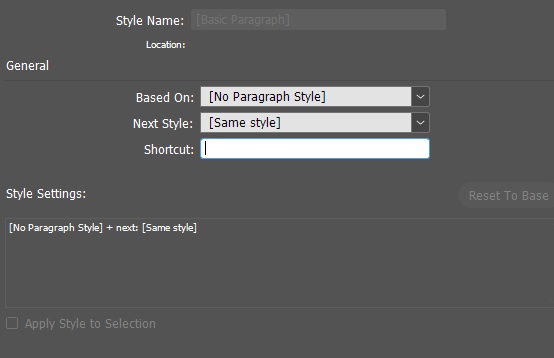 Style Name: [Basic Paragraph]
Location:
General
Based On: [No Paragraph Style]
Next Style: [Same style]
Shortcut:
Style Settings:
Reset To Base
[No Paragraph Style] + next: [Same style]
Apply Style to Selection